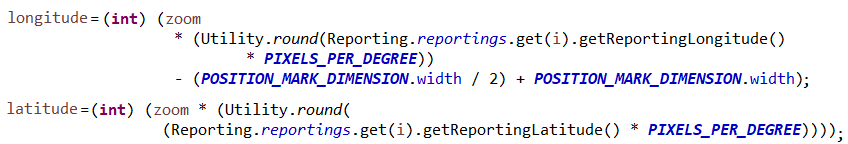 longitude=(int) (zoom
* (Utility.round(Reporting.reportings.get(i).getReportingLongitude()
* PIXELS_PER_DEGREE))
- (POSITION_MARK_DIMENSION.width / 2) + POSITION_MARK_DIMENSION.width);
latitude=(int) (zoom * (Utility.round(
(Reporting.reportings.get(i).getReportingLatitude() * PIXELS_PER_DEGREE))));